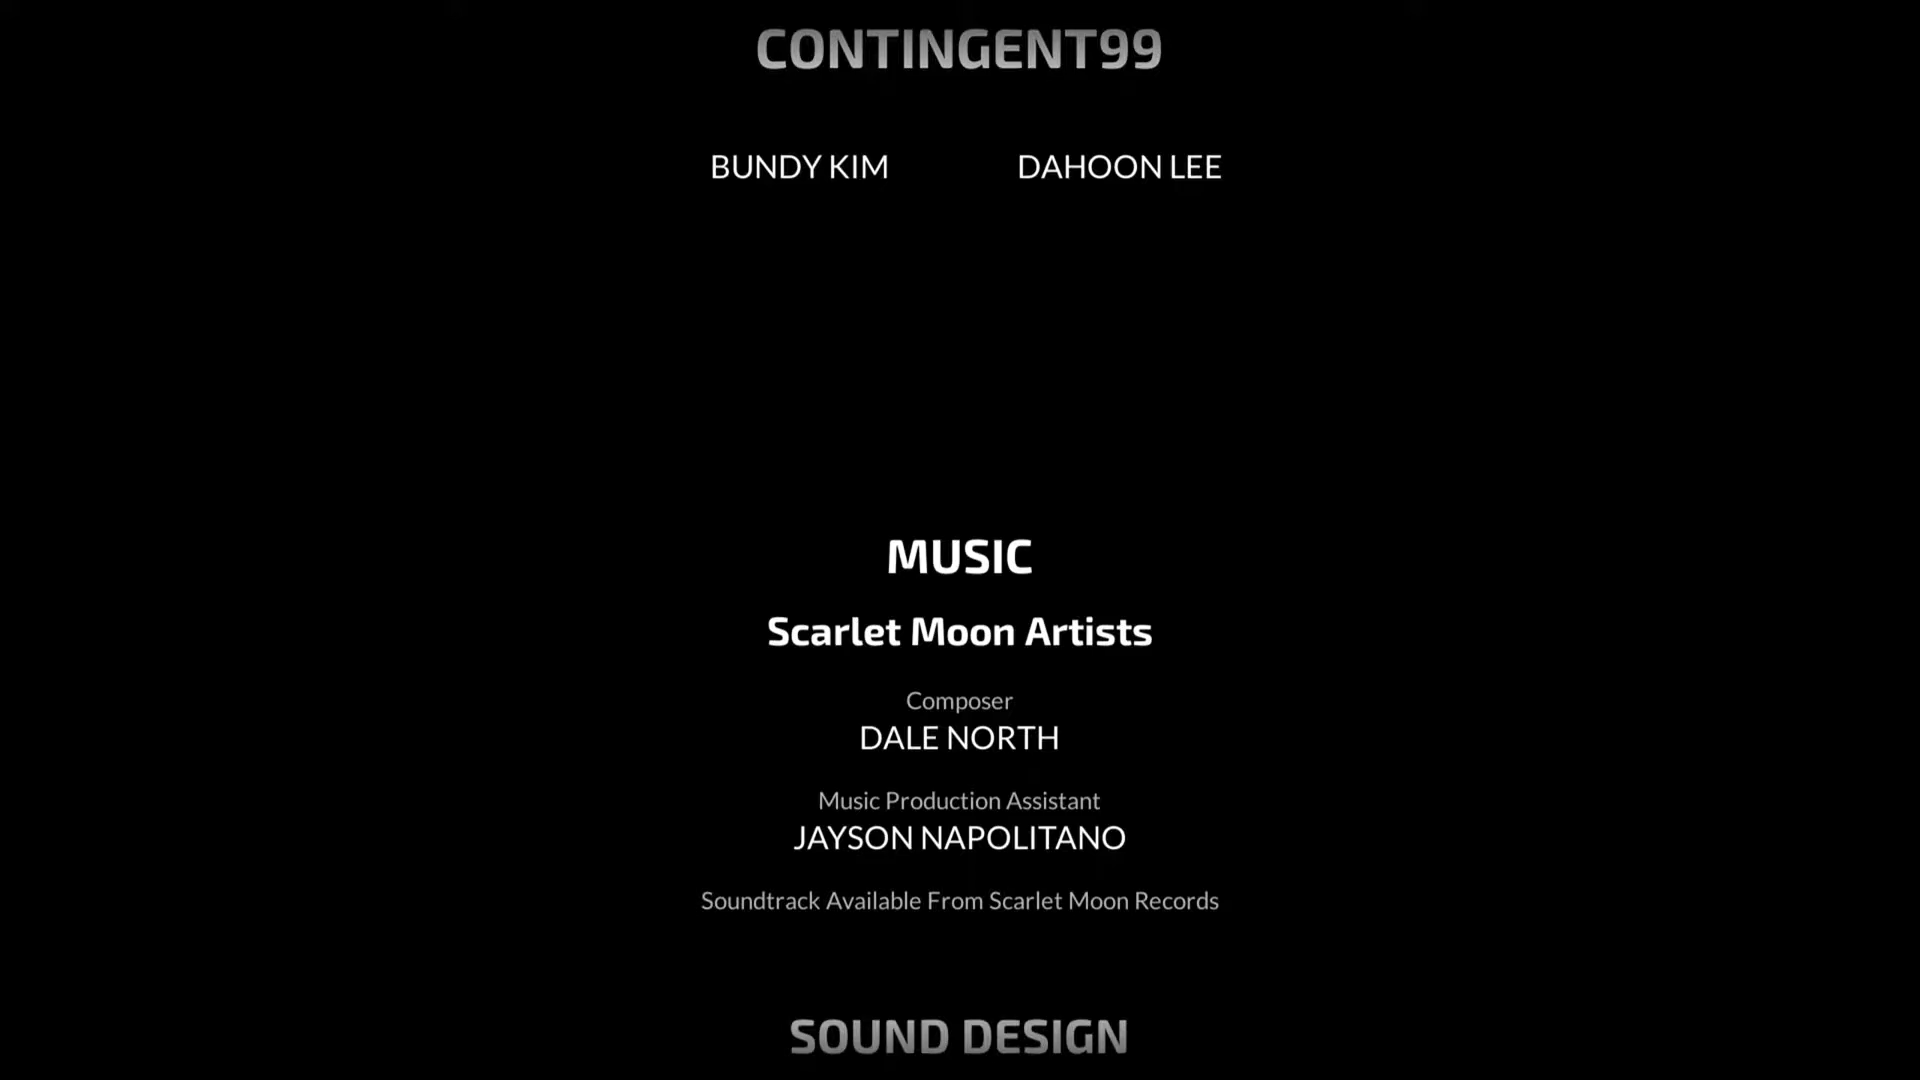 CONTINGENT99
BUNDY KIM DAHOON LEE
MUSIC
Scarlet Moon Artists
Composer
DALE NORTH
Music Production Assistant
JAYSON NAPOLITANO
Soundtrack Available From Scarlet Moon Records
SOUND DESIGN